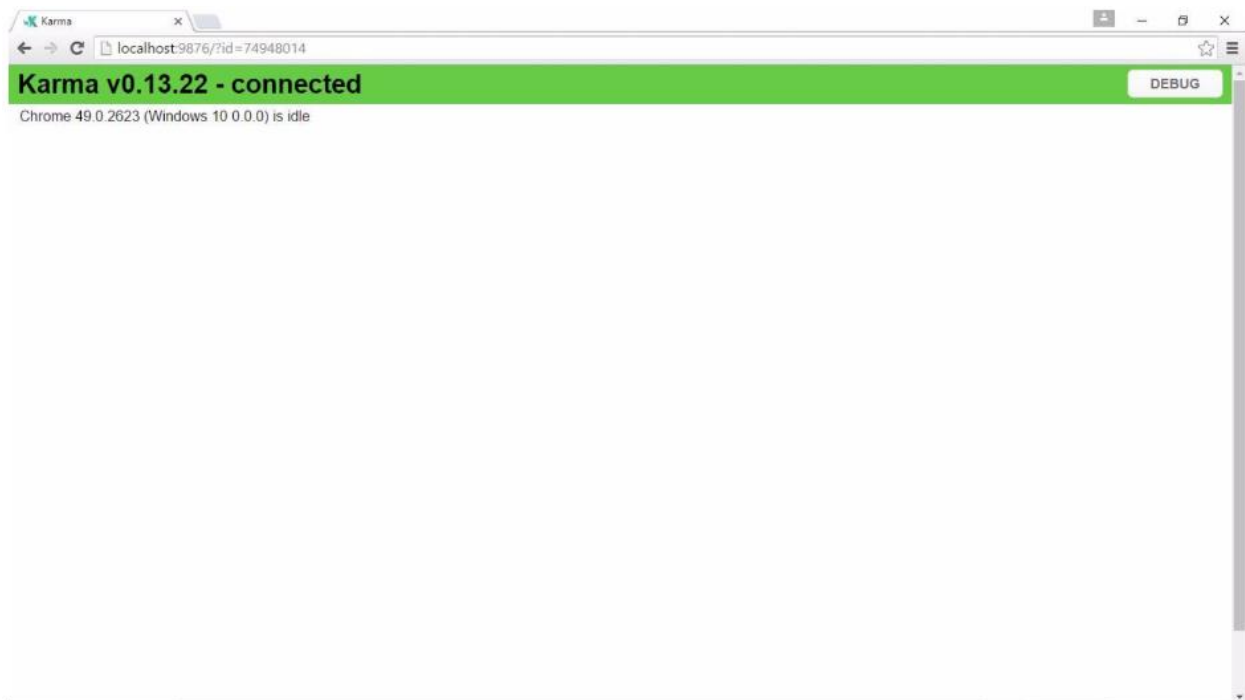 Karma
localhost:9876/?id=74948014
Karma v0.13.22 - connected
DEBUG
Chrome 49.0.2623 (Windows 10 0.0.0) is idle